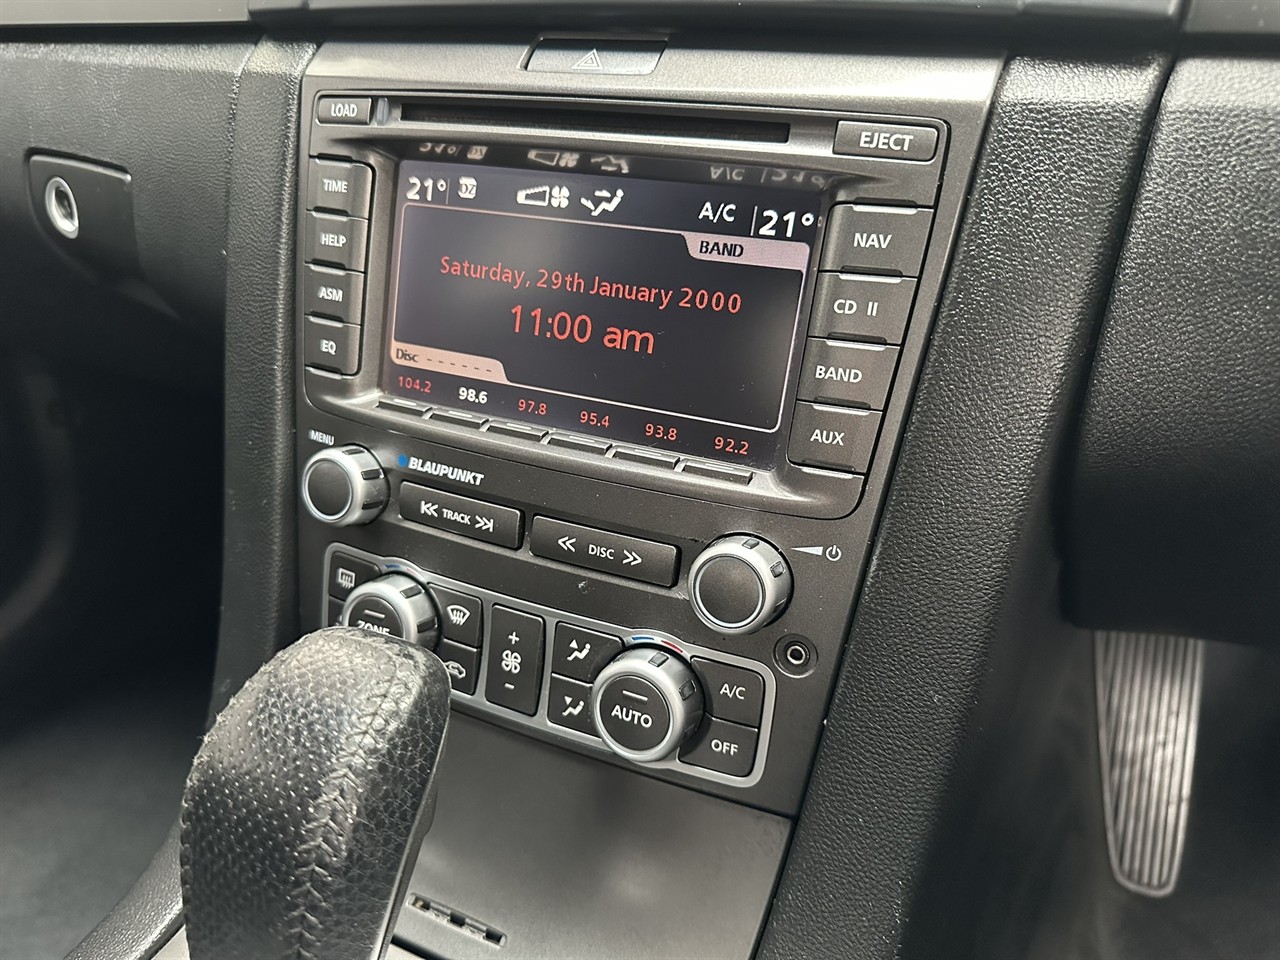 LOAD
EJECT
TIME
HELP
ASM
EQ
21°
DZ
A/C
21°
BAND
Saturday, 29th January 2000
11:00 am
Disc - - - - - -
104.2 98.6 97.8 95.4 93.8 92.2
NAV
CD II
BAND
AUX
MENU
BLAUPUNKT
TRACK
DISC
ZONE
+
-
AUTO
A/C
OFF